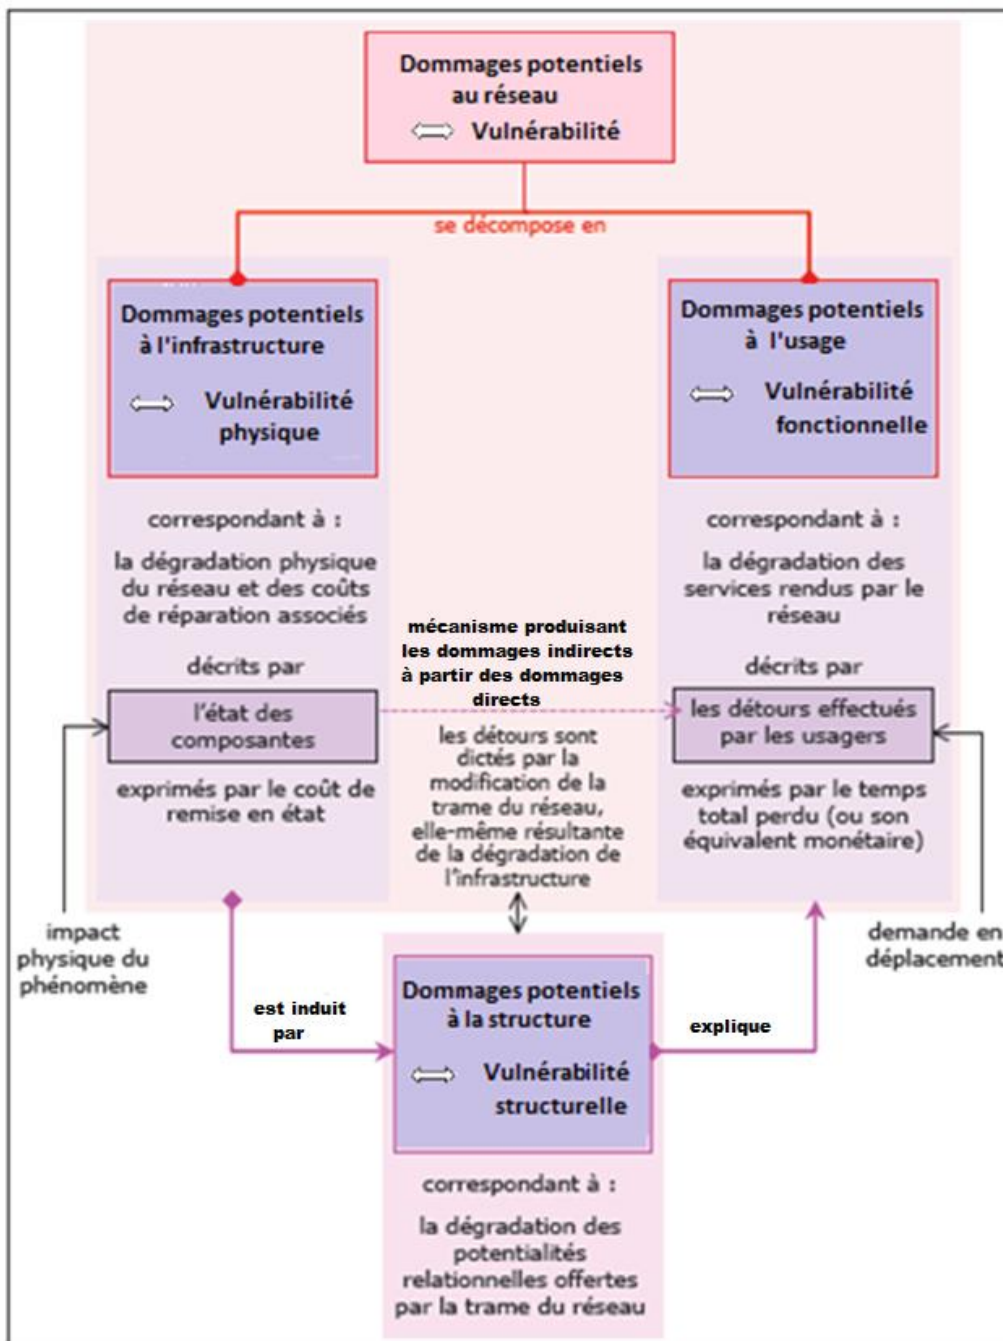 Dommages potentiels
au réseau
Vulnérabilité
se décompose en
Dommages potentiels
à l'infrastructure
Vulnérabilité
physique
correspondant à :
la dégradation physique
du réseau et des coûts
de réparation associés
décrits par
l'état des
composantes
exprimés par le coût de
remise en état
impact
physique du
phénomène
mécanisme produisant
les dommages indirects
à partir des dommages
directs
les détours sont
dictés par la
modification de la
trame du réseau,
elle-même résultante
de la dégradation de
l'infrastructure
Dommages potentiels
à l'usage
Vulnérabilité
fonctionnelle
correspondant à :
la dégradation des
services rendus par le
réseau
décrits par
les détours effectués
par les usagers
exprimés par le temps
total perdu (ou son
équivalent monétaire)
demande en
déplacement
est induit
par
Dommages potentiels
à la structure
Vulnérabilité
structurelle
explique
correspondant à :
la dégradation des
potentialités
relationnelles offertes
par la trame du réseau